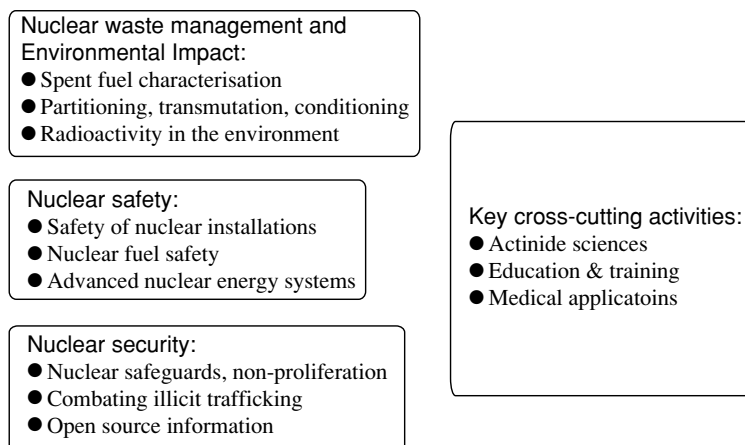 Nuclear waste management and
Environmental Impact:
● Spent fuel characterisation
● Partitioning, transmutation, conditioning
● Radioactivity in the environment
Nuclear safety:
● Safety of nuclear installations
● Nuclear fuel safety
● Advanced nuclear energy systems
Nuclear security:
● Nuclear safeguards, non-proliferation
● Combating illicit trafficking
● Open source information
Key cross-cutting activities:
● Actinide sciences
● Education & training
● Medical applicatoins